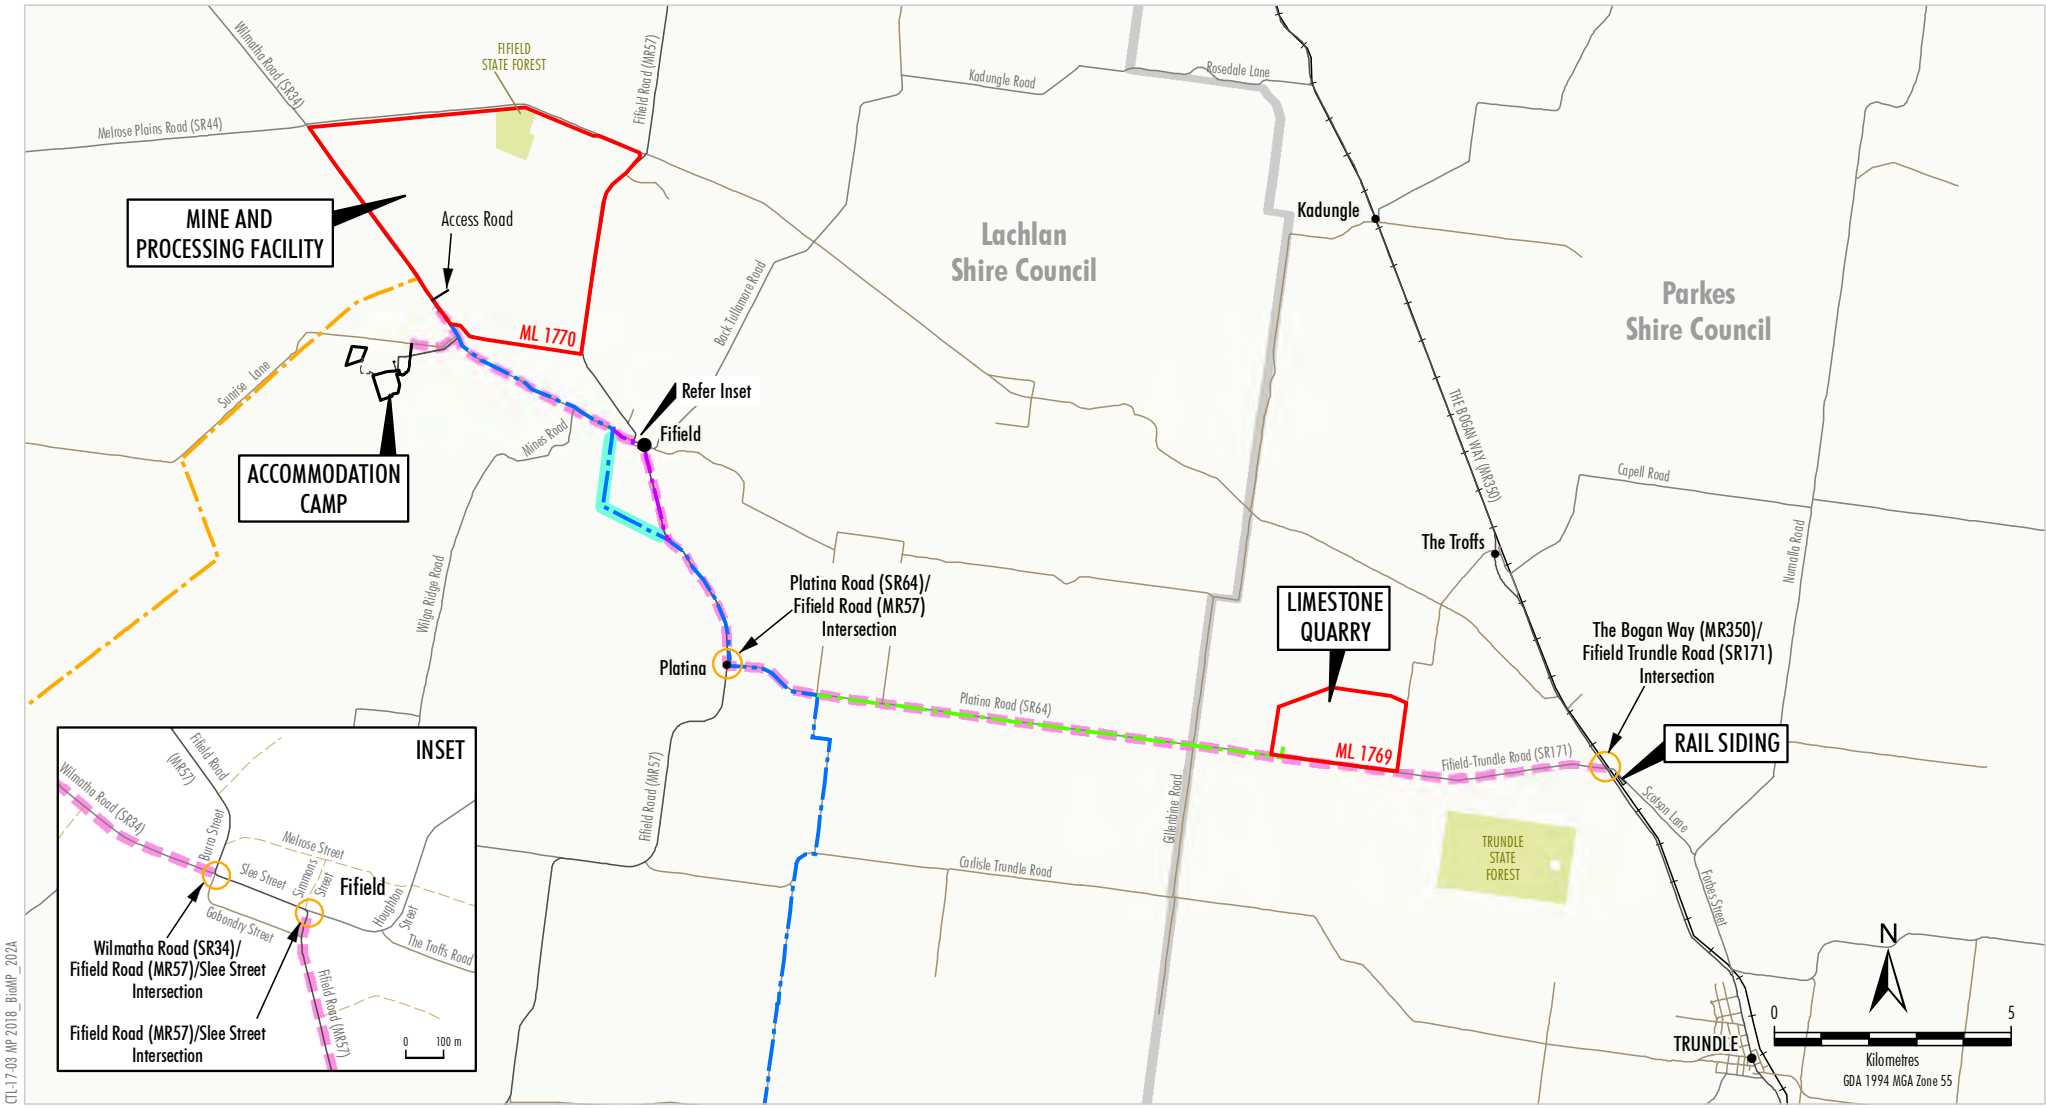 Wilmatha Road (SR34)
FIFIELD
STATE FOREST
Fifield Road (MR57)
Kadungle Road
Rosedale Lane
Melrose Plains Road (SR44)
MINE AND
PROCESSING FACILITY
Access Road
Kadungle
Lachlan
Shire Council
Parkes
Shire Council
Back Tullamore Road
ML 1770
Sunrise Lane
Refer Inset
Fifield
Mines Road
THE BOGAN WAY (MR350)
ACCOMMODATION
CAMP
Capell Road
The Troffs
Numalla Road
Wilga Ridge Road
Platina Road (SR64)/
Fifield Road (MR57)
Intersection
LIMESTONE
QUARRY
The Bogan Way (MR350)/
Fifield Trundle Road (SR171)
Intersection
Platina
Platina Road (SR64)
ML 1769
Fifield-Trundle Road (SR171)
RAIL SIDING
Fifield Road (MR57)
Gillenbine Road
Scotson Lane
TRUNDLE
STATE
FOREST
Carlisle Trundle Road
Forbes Street
TRUNDLE
INSET
Fifield Road
(MR57)
Wilmatha Road (SR34)
Burra Street
Melrose Street
Slee Street
Simmons
Street
Fifield
Houghton
Street
Gobondry Street
The Troffs Road
Wilmatha Road (SR34)/
Fifield Road (MR57)/Slee Street
Intersection
Fifield Road (MR57)
Fifield Road (MR57)/Slee Street
Intersection
0 100 m
N
0 5
Kilometres
GDA 1994 MGA Zone 55
CTL-17-03 MP 2018_BioMP_202A